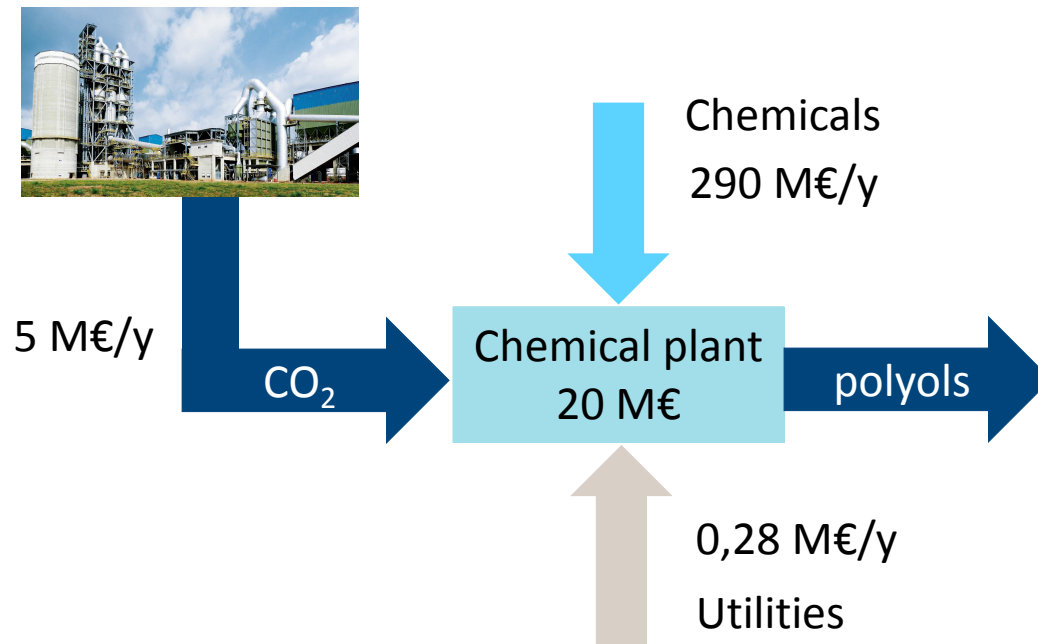 Chemicals
290 M€/y
5 M€/y
CO₂
Chemical plant
20 M€
polyols
0,28 M€/y
Utilities